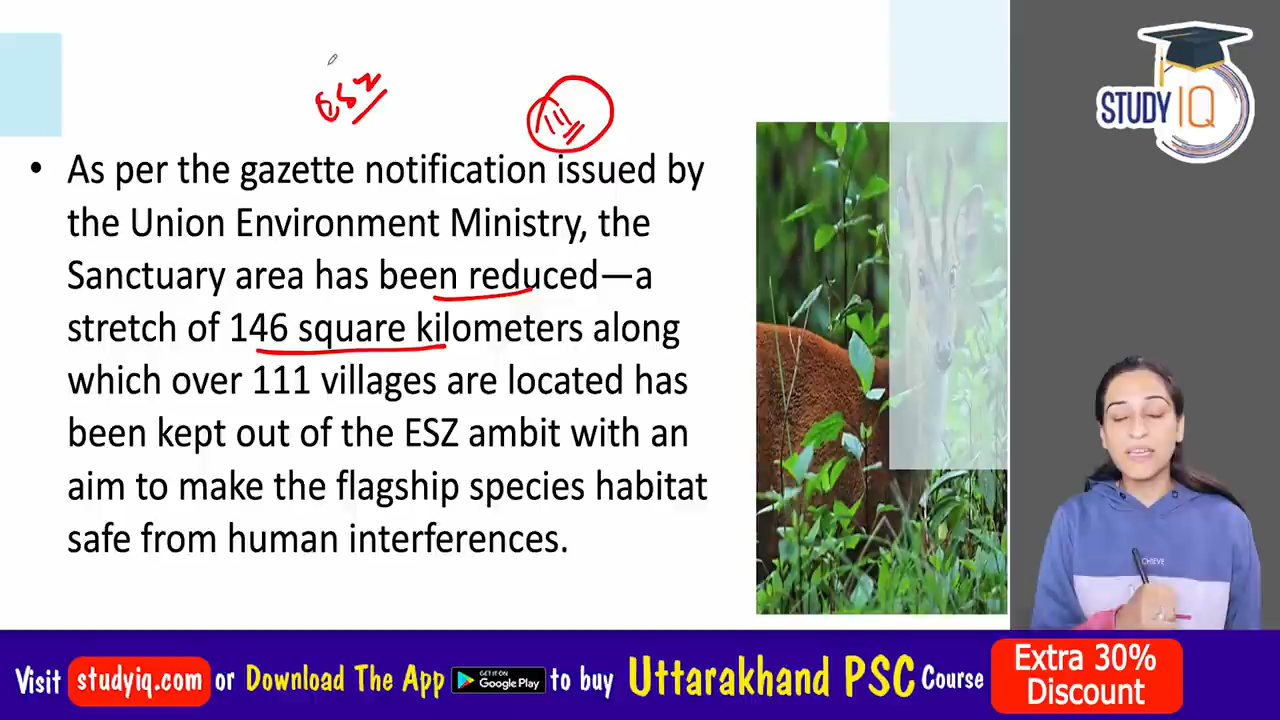 ESZ
111
STUDY IQ
• As per the gazette notification issued by
the Union Environment Ministry, the
Sanctuary area has been reduced—a
stretch of 146 square kilometers along
which over 111 villages are located has
been kept out of the ESZ ambit with an
aim to make the flagship species habitat
safe from human interferences.
CHIEVE
Visit studyiq.com or Download The App GET IT ON Google Play to buy Uttarakhand PSC Course
Extra 30%
Discount